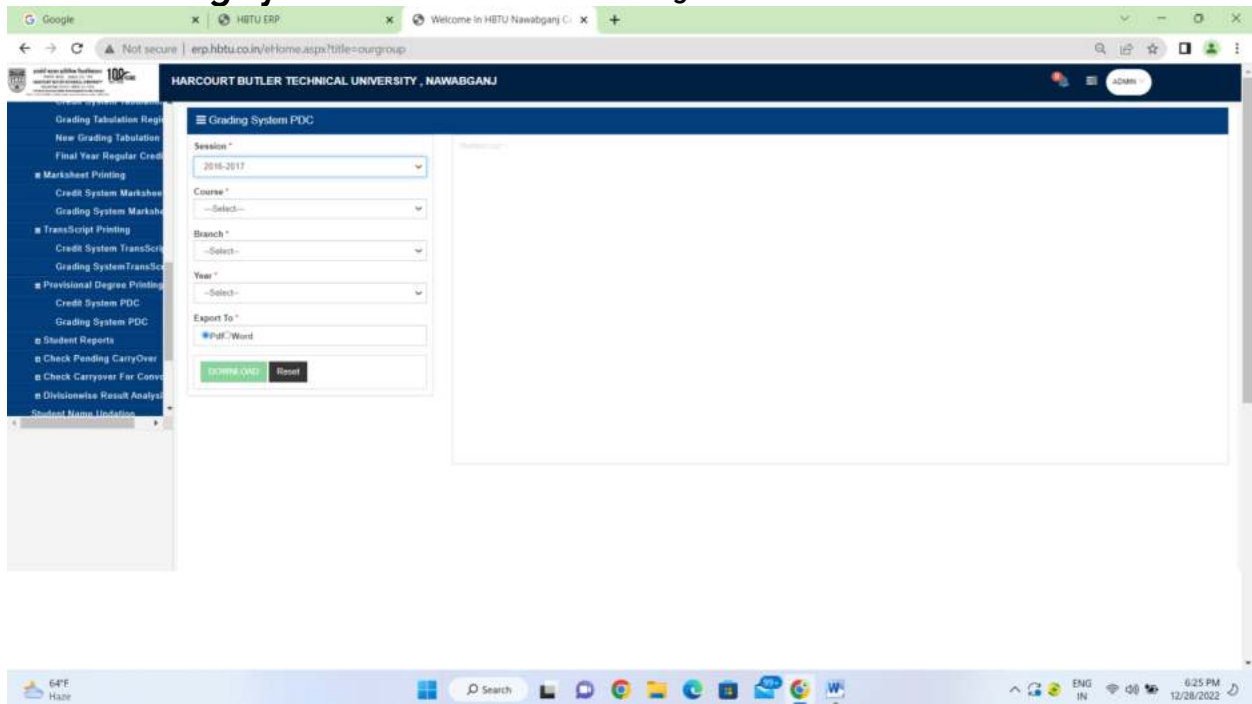 Google
HBTU ERP
Welcome In HBTU Nawabganj C
Not secure | erp.hbtu.co.in/eHome.aspx?title=ourgroup
HARCOURT BUTLER TECHNICAL UNIVERSITY , NAWABGANJ
ADMIN
Grading Tabulation Regi
New Grading Tabulation
Final Year Regular Credi
Marksheet Printing
Credit System Markshee
Grading System Markshe
TransScript Printing
Credit System TransScrip
Grading SystemTransScr
Provisional Degree Printing
Credit System PDC
Grading System PDC
Student Reports
Check Pending CarryOver
Check Carryover For Convo
Divisionwise Result Analysi
Student Name Updation
Grading System PDC
Session *
2016-2017
Course *
---Select---
Branch *
--Select--
Year *
--Select--
Export To *
Pdf Word
DOWNLOAD Reset
64°F
Haze
Search
99+
ENG
IN
6:25 PM
12/28/2022